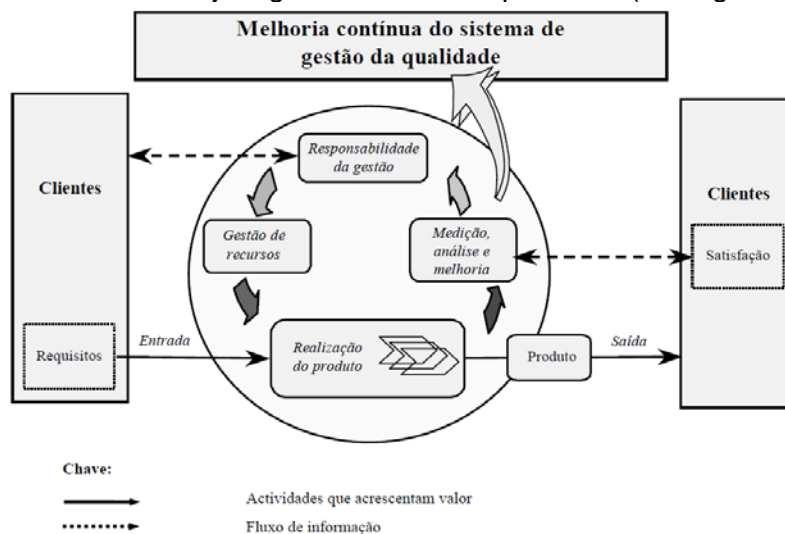 Melhoria contínua do sistema de
gestão da qualidade
Responsabilidade
da gestão
Clientes
Clientes
Gestão de
recursos
Medição,
análise e
melhoria
Satisfação
Requisitos
Entrada
Realização
do produto
Produto
Saída
Chave:
Actividades que acrescentam valor
Fluxo de informação